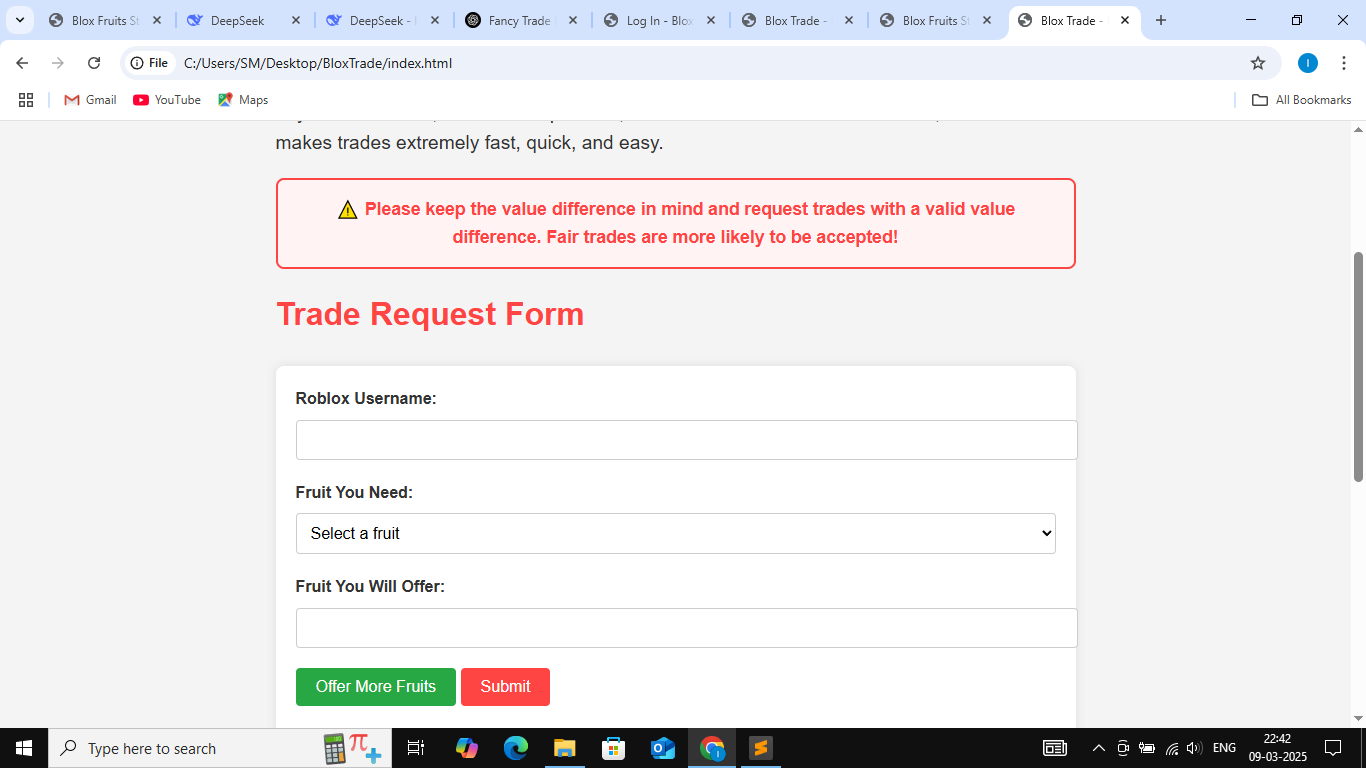 Blox Fruits St
DeepSeek
DeepSeek -
Fancy Trade
Log In - Blox
Blox Trade -
Blox Fruits St
Blox Trade -
File
C:/Users/SM/Desktop/BloxTrade/index.html
I
Gmail
YouTube
Maps
All Bookmarks
makes trades extremely fast, quick, and easy.
⚠ Please keep the value difference in mind and request trades with a valid value
difference. Fair trades are more likely to be accepted!
Trade Request Form
Roblox Username:
Fruit You Need:
Select a fruit
Fruit You Will Offer:
Offer More Fruits
Submit
Type here to search
ENG
22:42
09-03-2025